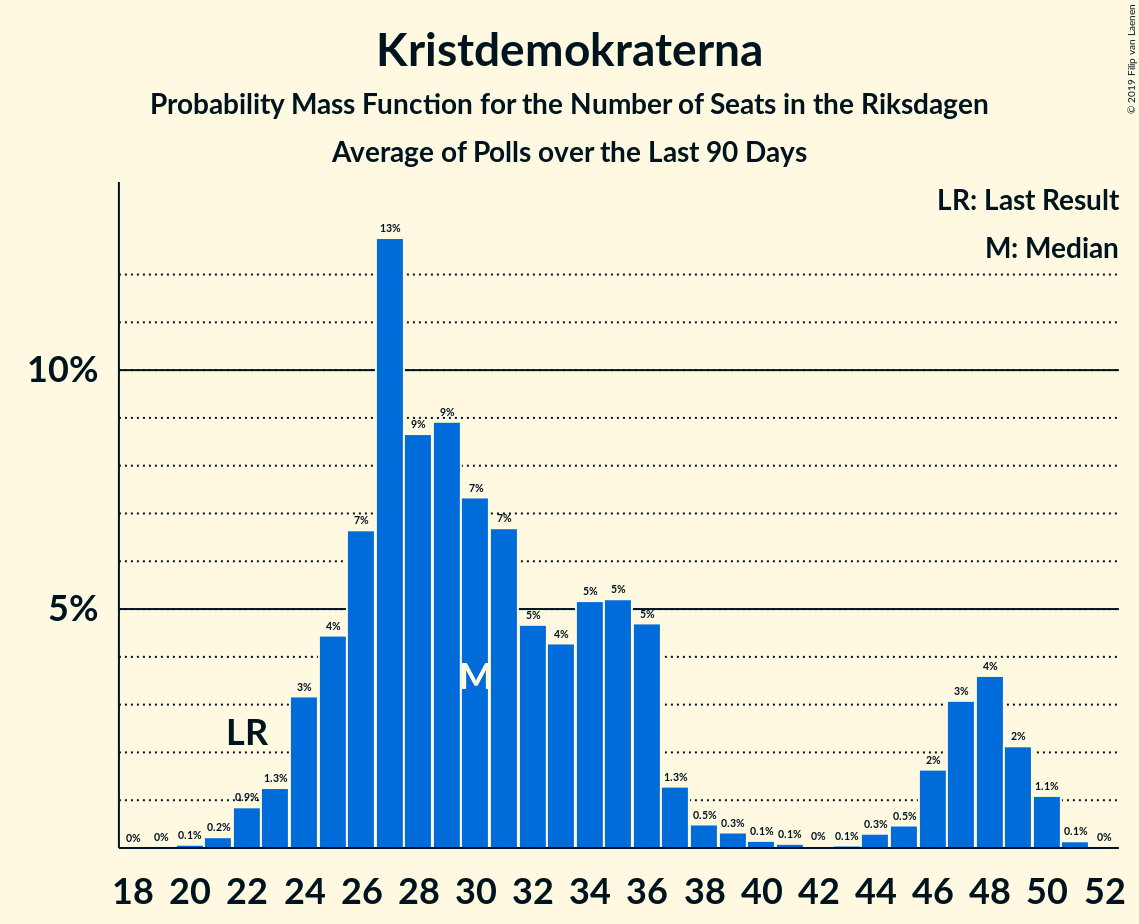 Kristdemokraterna
Probability Mass Function for the Number of Seats in the Riksdagen
Average of Polls over the Last 90 Days
© 2019 Filip van Laenen
LR: Last Result
M: Median
10%
5%
0% 0% 0.1% 0.2% 0.9% 1.3% 3% 4% 7% 13% 9% 9% 7% 7% 5% 4% 5% 5% 5% 1.3% 0.5% 0.3% 0.1% 0.1% 0% 0.1% 0.3% 0.5% 2% 3% 4% 2% 1.1% 0.1% 0%
LR
M
18 20 22 24 26 28 30 32 34 36 38 40 42 44 46 48 50 52